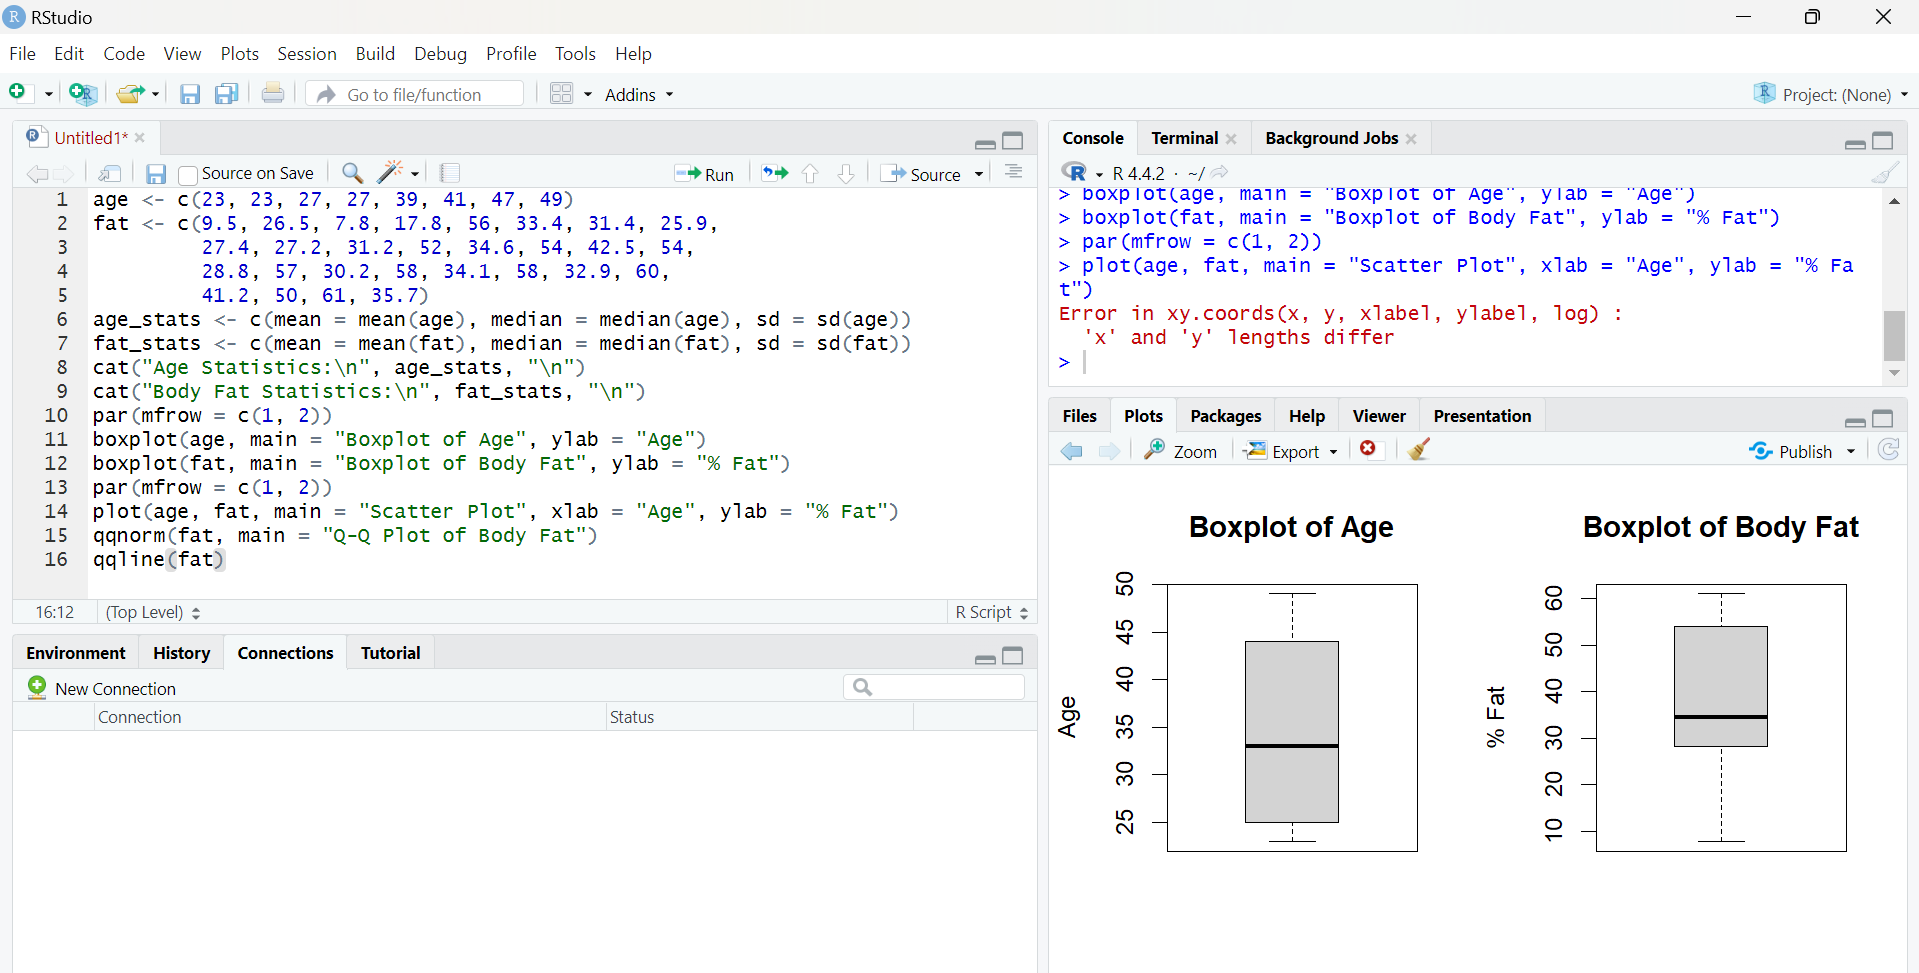 RStudio
File Edit Code View Plots Session Build Debug Profile Tools Help
Go to file/function Addins Project: (None)
Untitled1*
Source on Save Run Source
1 age <- c(23, 23, 27, 27, 39, 41, 47, 49)
2 fat <- c(9.5, 26.5, 7.8, 17.8, 56, 33.4, 31.4, 25.9,
3 27.4, 27.2, 31.2, 52, 34.6, 54, 42.5, 54,
4 28.8, 57, 30.2, 58, 34.1, 58, 32.9, 60,
5 41.2, 50, 61, 35.7)
6 age_stats <- c(mean = mean(age), median = median(age), sd = sd(age))
7 fat_stats <- c(mean = mean(fat), median = median(fat), sd = sd(fat))
8 cat("Age Statistics:\n", age_stats, "\n")
9 cat("Body Fat Statistics:\n", fat_stats, "\n")
10 par(mfrow = c(1, 2))
11 boxplot(age, main = "Boxplot of Age", ylab = "Age")
12 boxplot(fat, main = "Boxplot of Body Fat", ylab = "% Fat")
13 par(mfrow = c(1, 2))
14 plot(age, fat, main = "Scatter Plot", xlab = "Age", ylab = "% Fat")
15 qqnorm(fat, main = "Q-Q Plot of Body Fat")
16 qqline(fat)
16:12 (Top Level) R Script
Environment History Connections Tutorial
New Connection
Connection Status
Console Terminal Background Jobs
R 4.4.2 · ~/
> boxplot(age, main = "Boxplot of Age", ylab = "Age")
> boxplot(fat, main = "Boxplot of Body Fat", ylab = "% Fat")
> par(mfrow = c(1, 2))
> plot(age, fat, main = "Scatter Plot", xlab = "Age", ylab = "% Fa
t")
Error in xy.coords(x, y, xlabel, ylabel, log) :
'x' and 'y' lengths differ
>
Files Plots Packages Help Viewer Presentation
Zoom Export Publish
Boxplot of Age
Age
50
45
40
35
30
25
Boxplot of Body Fat
% Fat
60
50
40
30
20
10